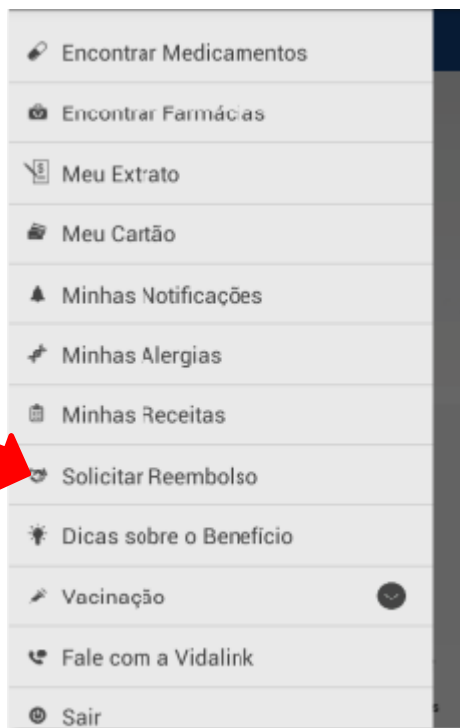 Encontrar Medicamentos
Encontrar Farmácias
Meu Extrato
Meu Cartão
Minhas Notificações
Minhas Alergias
Minhas Receitas
Solicitar Reembolso
Dicas sobre o Benefício
Vacinação
Fale com a Vidalink
Sair